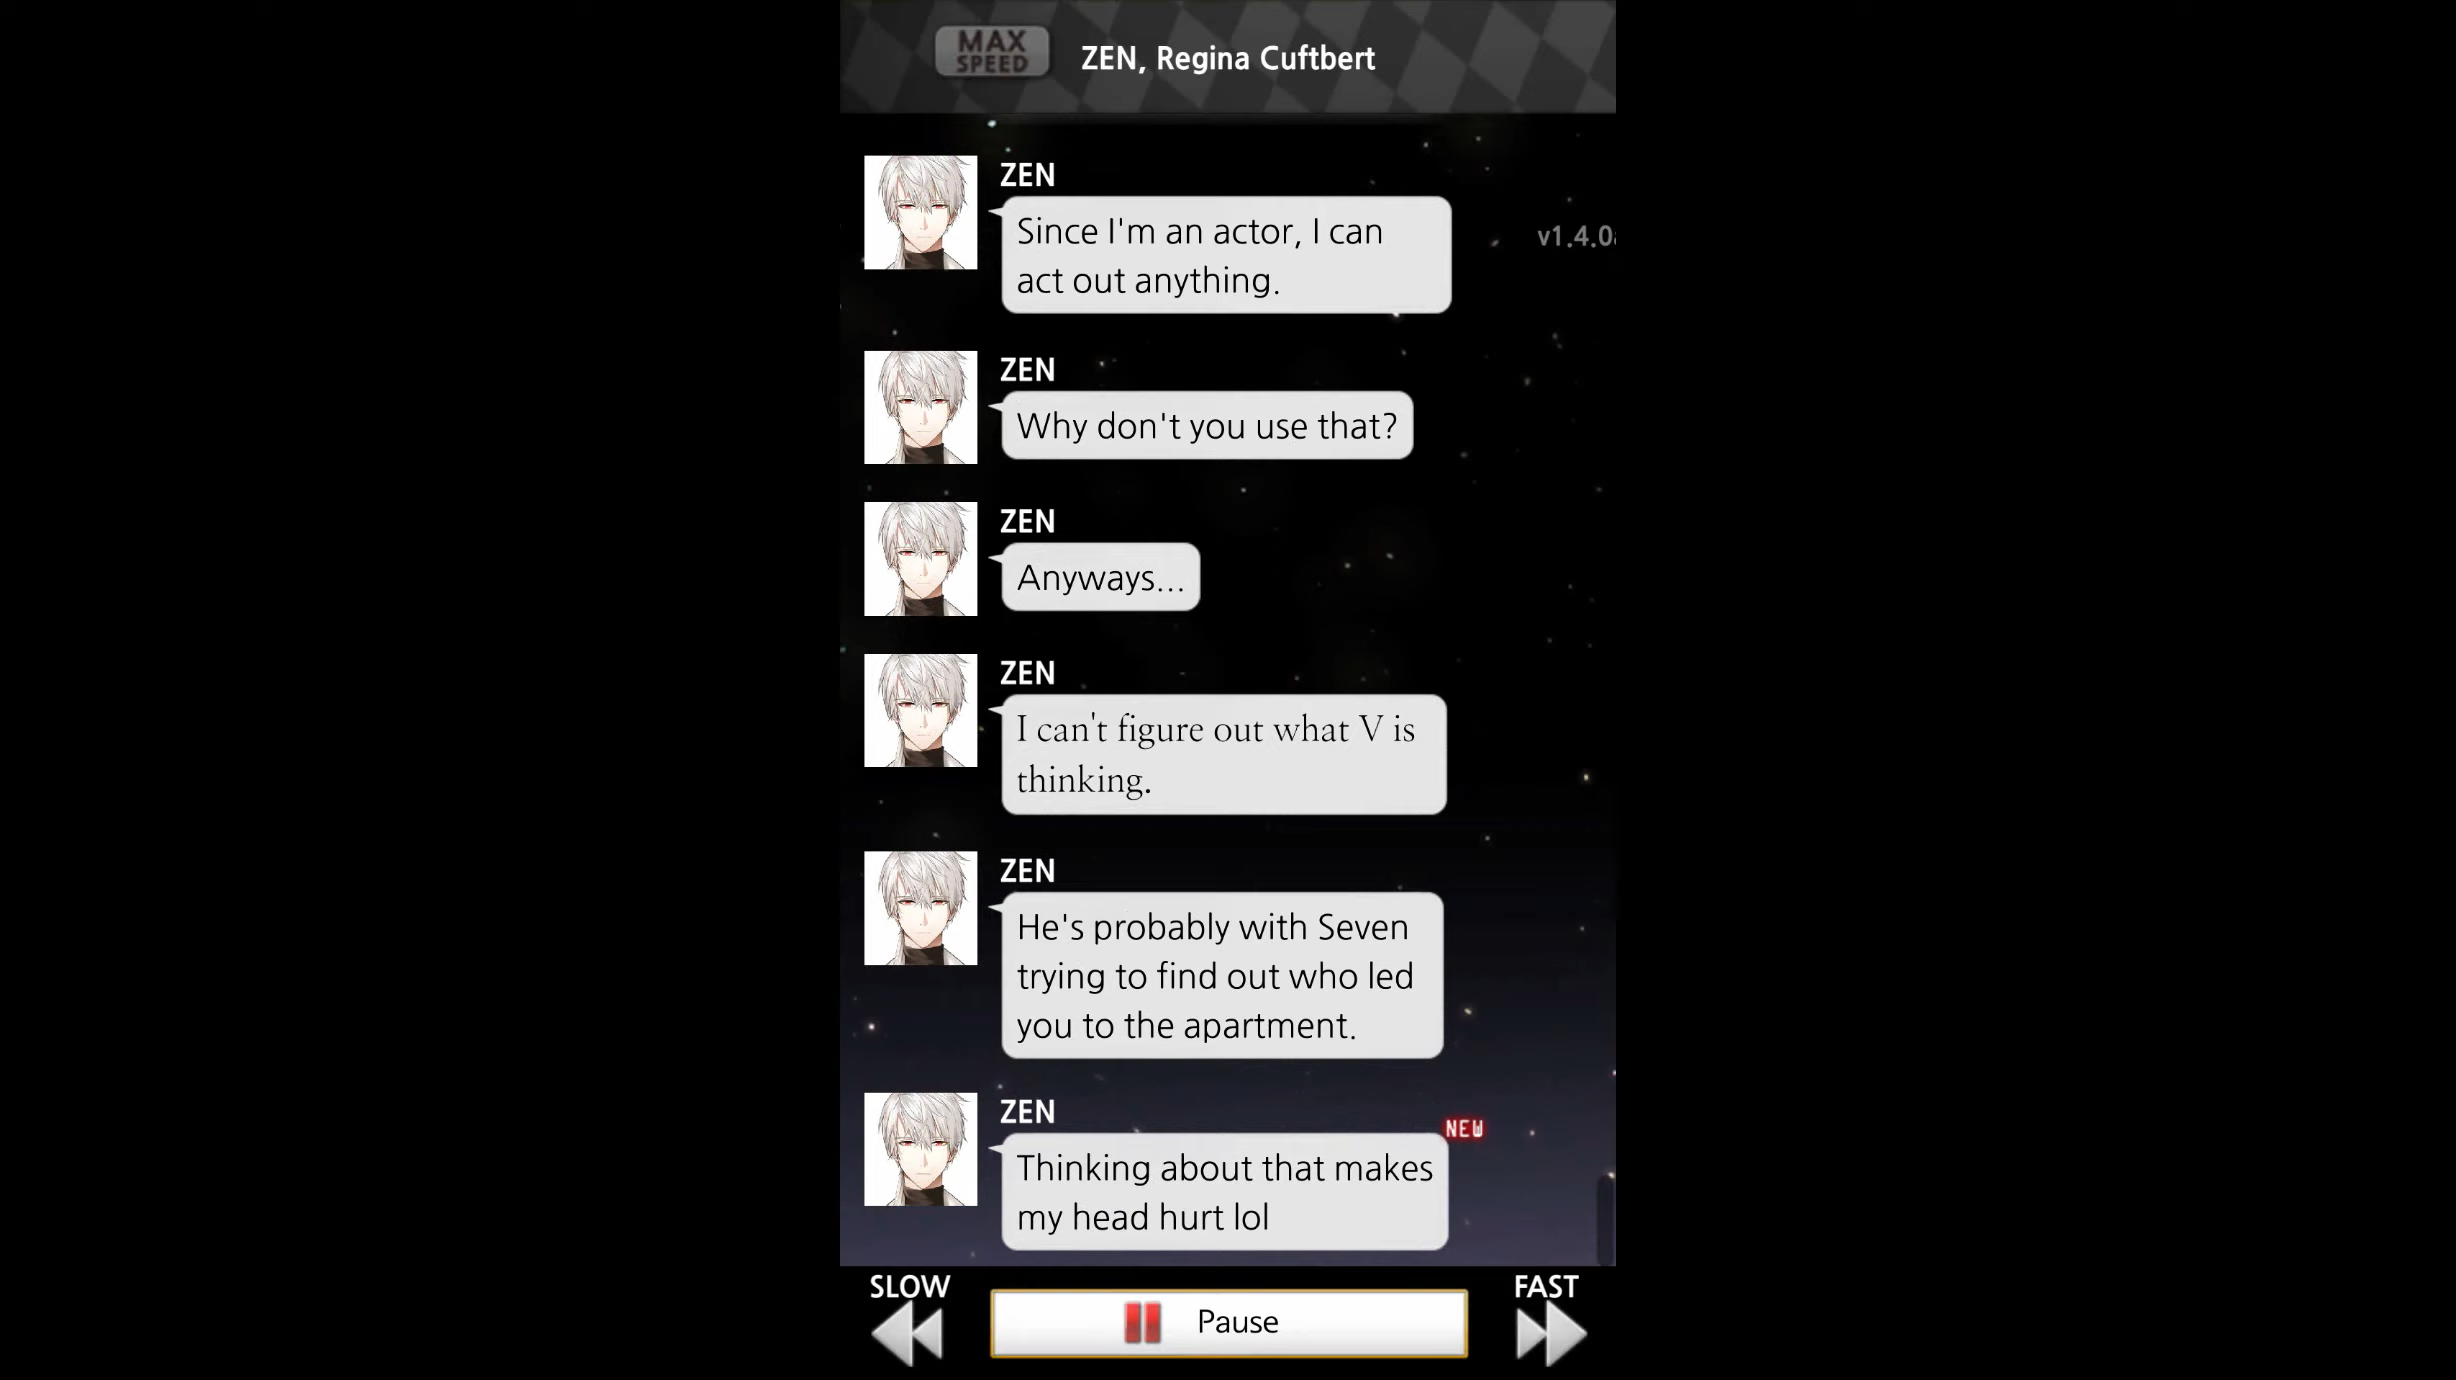 MAX
SPEED
ZEN, Regina Cuftbert
ZEN
Since I'm an actor, I can
act out anything.
v1.4.0
ZEN
Why don't you use that?
ZEN
Anyways...
ZEN
I can't figure out what V is
thinking.
ZEN
He's probably with Seven
trying to find out who led
you to the apartment.
ZEN
NEW
Thinking about that makes
my head hurt lol
SLOW
Pause
FAST